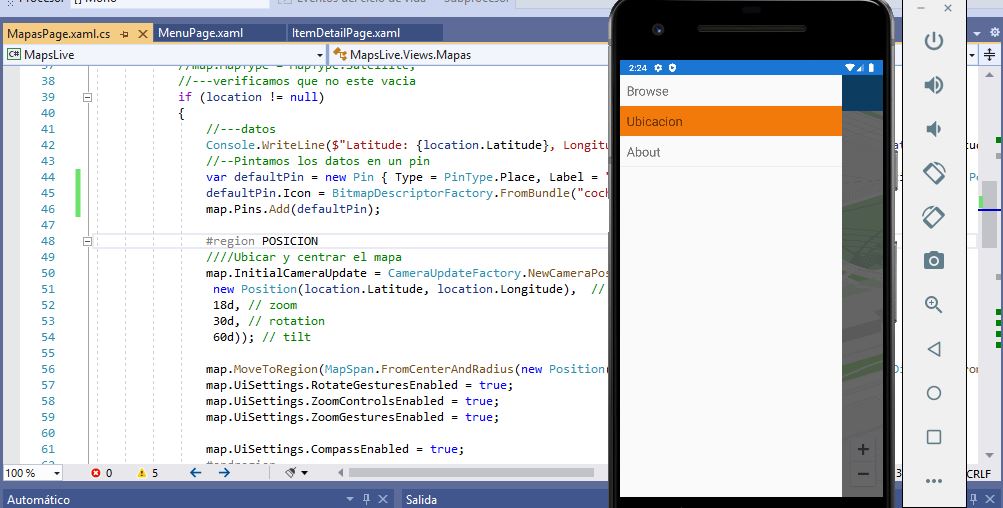 Procesor:
[] Mono
Eventos del ciclo de vida
Subproceso:
MapasPage.xaml.cs
MenuPage.xaml
ItemDetailPage.xaml
C# MapsLive
MapsLive.Views.Mapas
37 //map.MapType = MapType.Satellite;
38 //---verificamos que no este vacia
39 if (location != null)
40 {
41 //---datos
42 Console.WriteLine($"Latitude: {location.Latitude}, Longitu
43 //--Pintamos los datos en un pin
44 var defaultPin = new Pin { Type = PinType.Place, Label = "
45 defaultPin.Icon = BitmapDescriptorFactory.FromBundle("coch
46 map.Pins.Add(defaultPin);
47
48 #region POSICION
49 ////Ubicar y centrar el mapa
50 map.InitialCameraUpdate = CameraUpdateFactory.NewCameraPos
51 new Position(location.Latitude, location.Longitude), //
52 18d, // zoom
53 30d, // rotation
54 60d)); // tilt
55
56 map.MoveToRegion(MapSpan.FromCenterAndRadius(new Position(
57 map.UiSettings.RotateGesturesEnabled = true;
58 map.UiSettings.ZoomControlsEnabled = true;
59 map.UiSettings.ZoomGesturesEnabled = true;
60
61 map.UiSettings.CompassEnabled = true;
#endregion
100 %
0
5
CRLF
Automático
Salida
2:24
Browse
Ubicacion
About